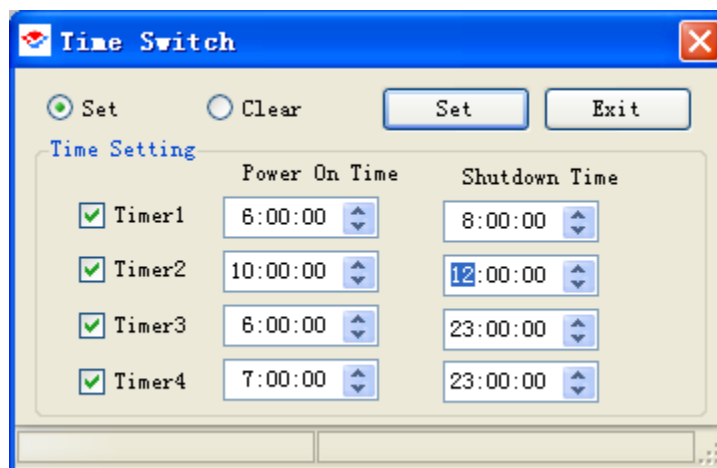 Time Switch
Set Clear Set Exit
Time Setting
Power On Time Shutdown Time
Timer1 6:00:00 8:00:00
Timer2 10:00:00 12:00:00
Timer3 6:00:00 23:00:00
Timer4 7:00:00 23:00:00